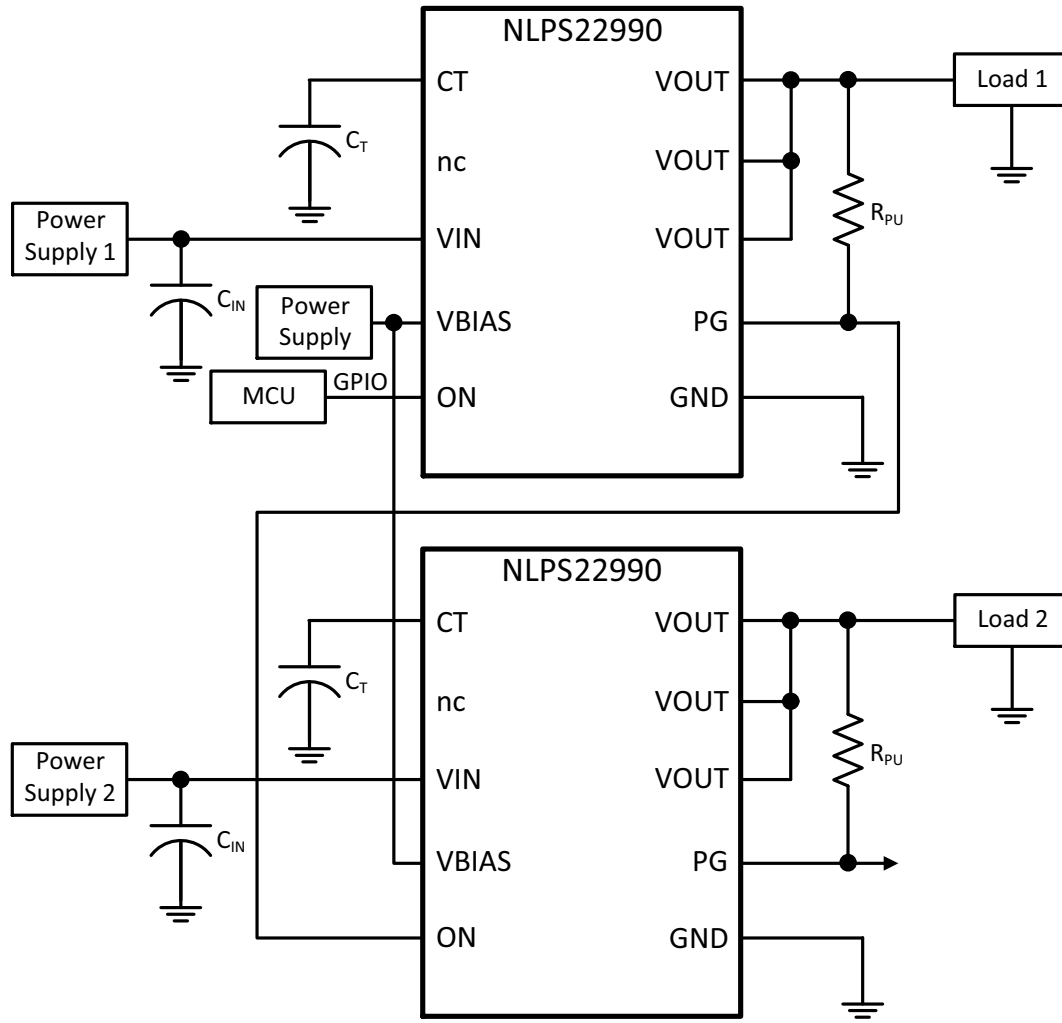 NLPS22990
CT
VOUT
Load 1
C_T
nc
VOUT
Power
Supply 1
VIN
VOUT
R_PU
C_IN
Power
Supply
VBIAS
PG
MCU
GPIO
ON
GND
NLPS22990
CT
VOUT
Load 2
C_T
nc
VOUT
Power
Supply 2
VIN
VOUT
R_PU
C_IN
VBIAS
PG
ON
GND